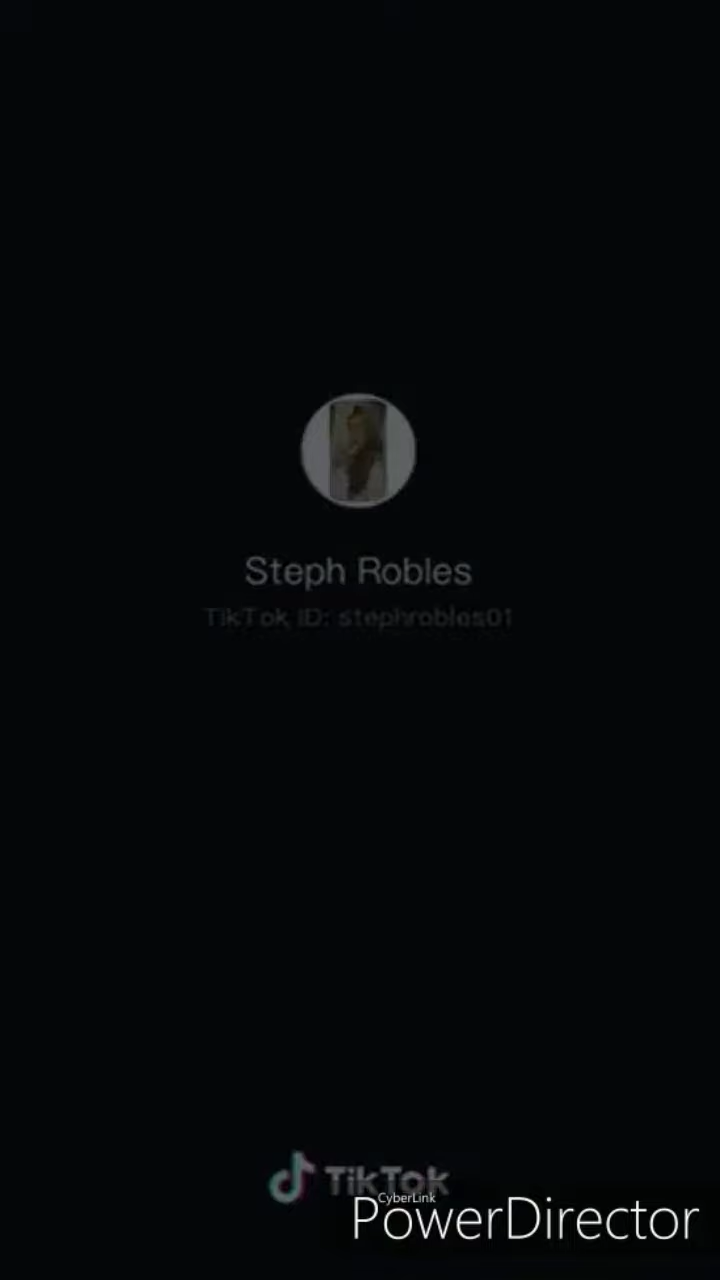 Steph Robles
TikTok ID: stephrobles01
TikTok
CyberLink
PowerDirector